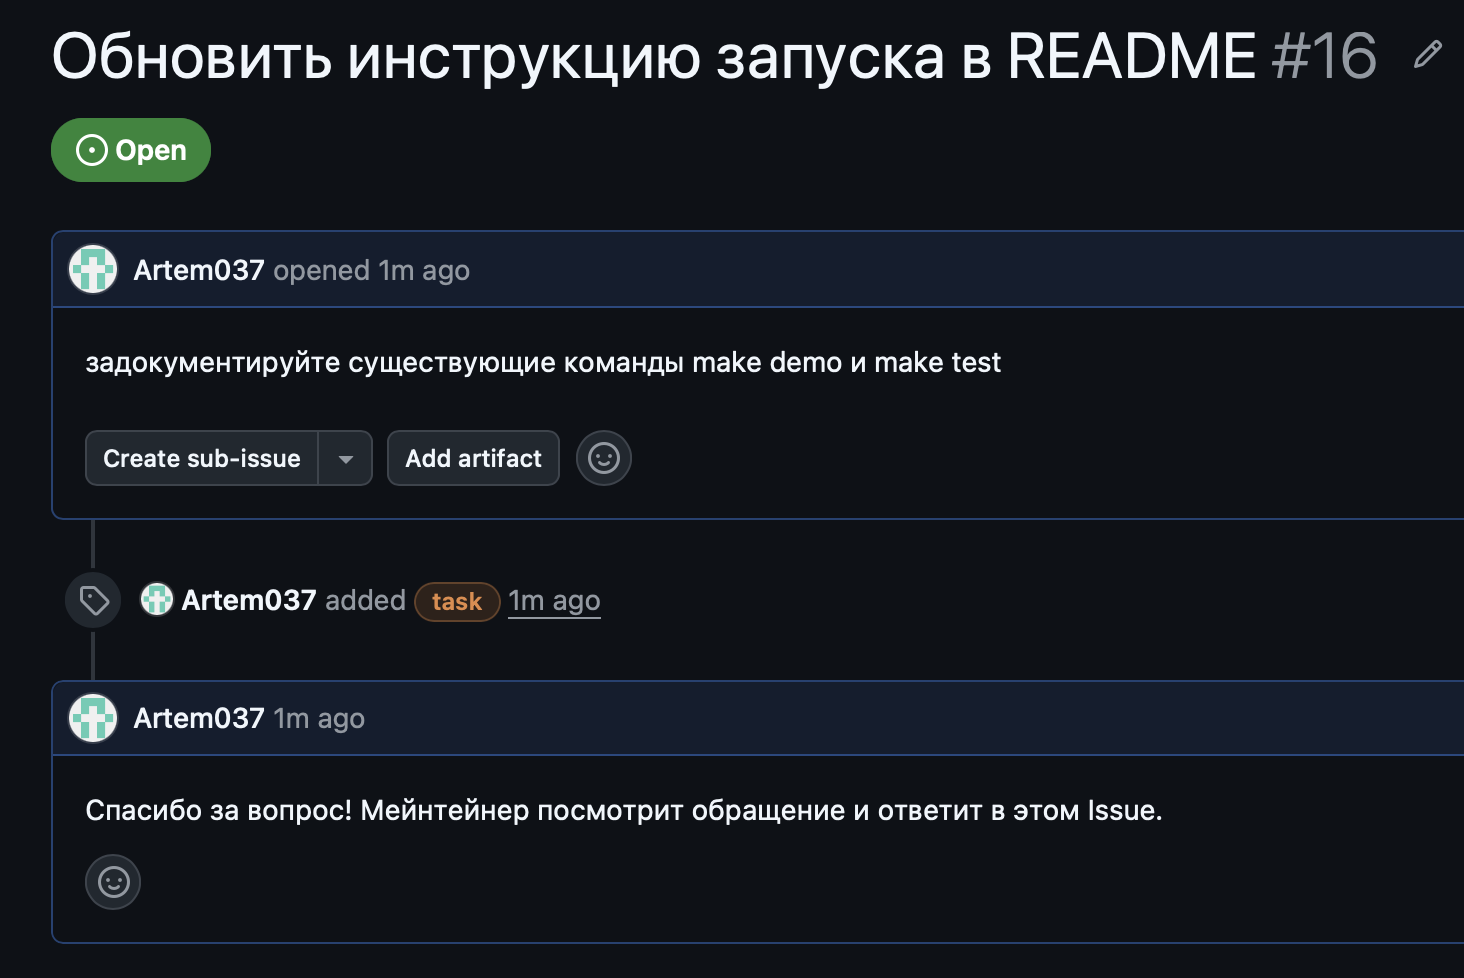 Обновить инструкцию запуска в README #16
Open
Artem037 opened 1m ago
задокументируйте существующие команды make demo и make test
Create sub-issue Add artifact
Artem037 added task 1m ago
Artem037 1m ago
Спасибо за вопрос! Мейнтейнер посмотрит обращение и ответит в этом Issue.